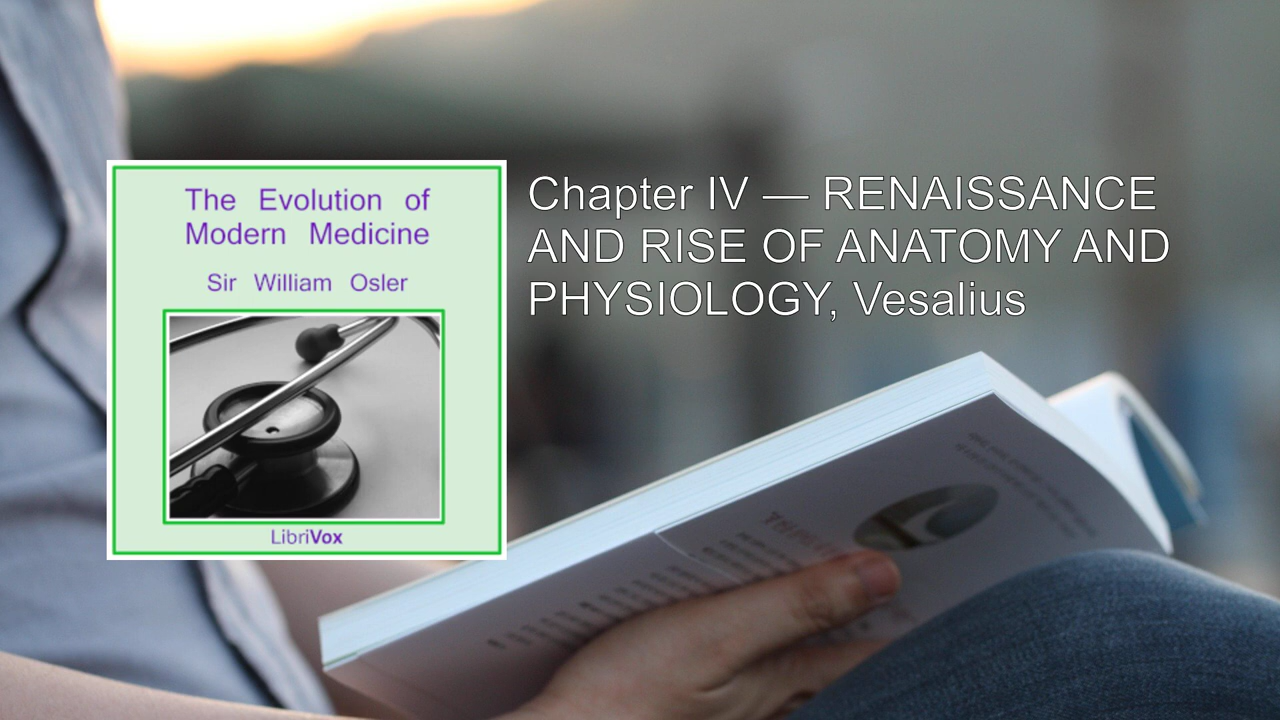 The Evolution of
Modern Medicine
Sir William Osler
LibriVox
Chapter IV — RENAISSANCE
AND RISE OF ANATOMY AND
PHYSIOLOGY, Vesalius